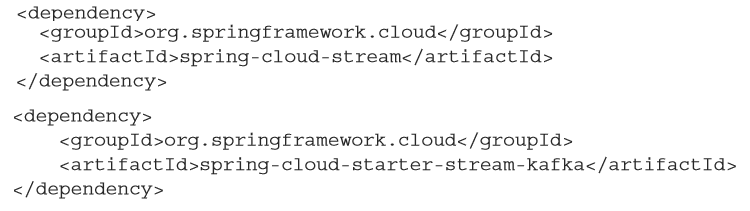 <dependency>
<groupId>org.springframework.cloud</groupId>
<artifactId>spring-cloud-stream</artifactId>
</dependency>
<dependency>
<groupId>org.springframework.cloud</groupId>
<artifactId>spring-cloud-starter-stream-kafka</artifactId>
</dependency>